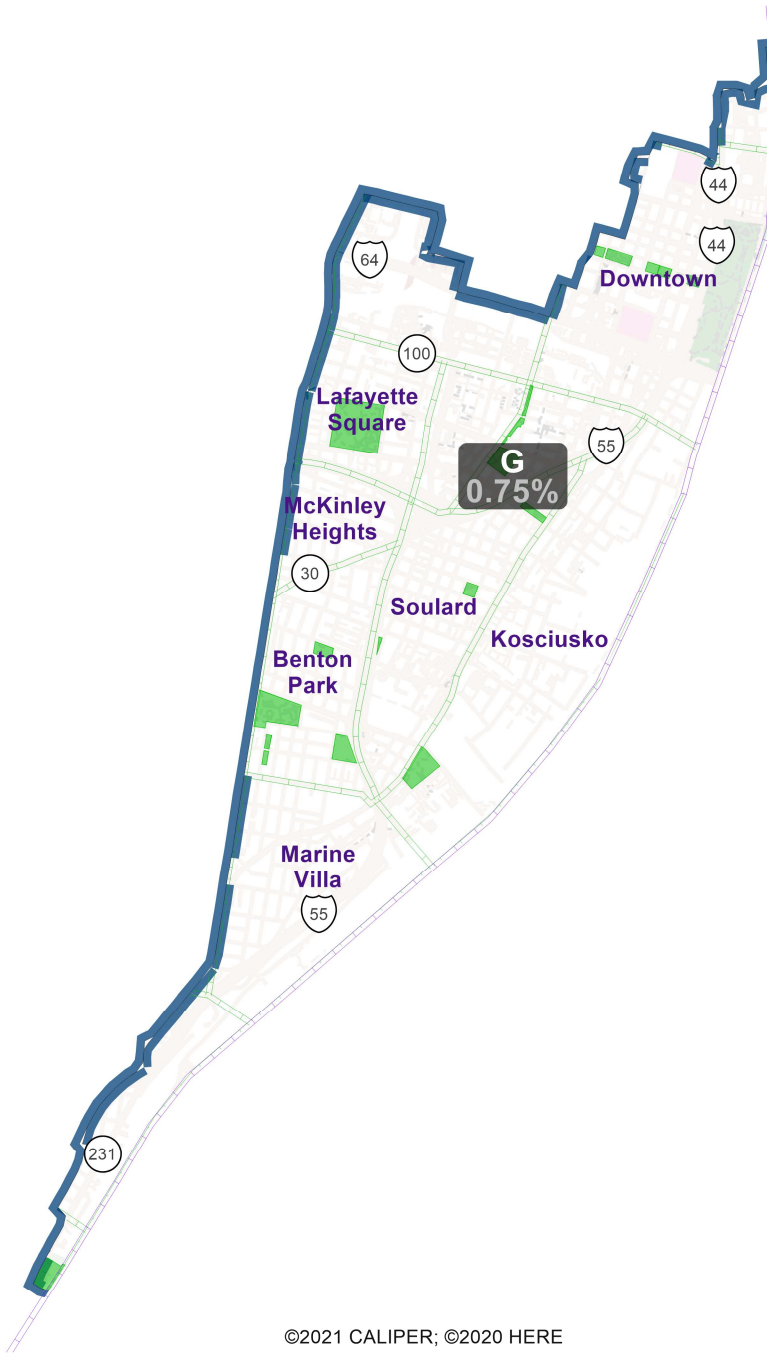 44
44
64
Downtown
100
Lafayette
Square
55
G
0.75%
McKinley
Heights
30
Soulard
Kosciusko
Benton
Park
Marine
Villa
55
231
©2021 CALIPER; ©2020 HERE